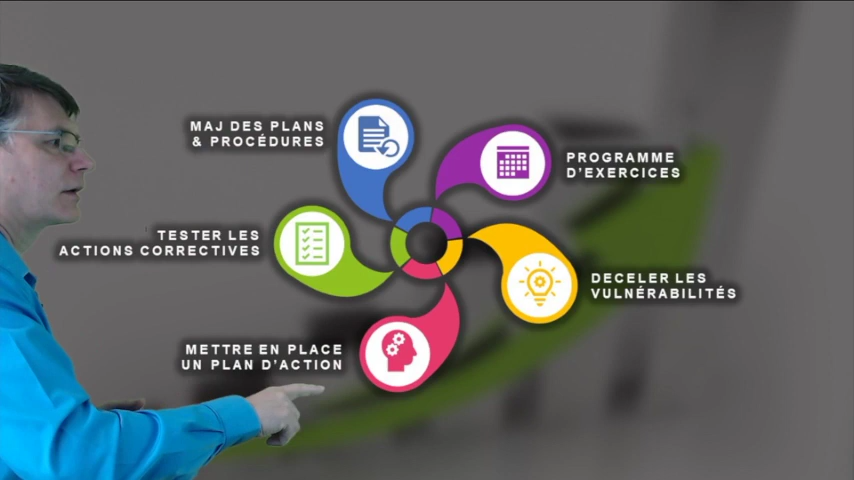 MAJ DES PLANS
& PROCÉDURES
PROGRAMME
D'EXERCICES
TESTER LES
ACTIONS CORRECTIVES
DECELER LES
VULNÉRABILITÉS
METTRE EN PLACE
UN PLAN D'ACTION